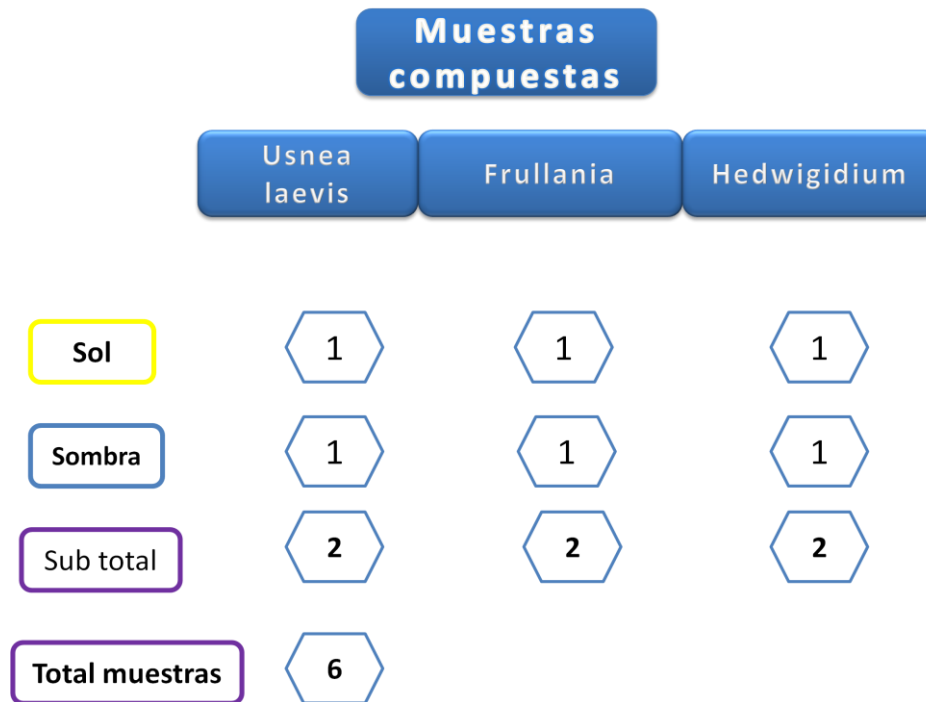 Muestras
compuestas
Usnea
laevis
Frullania
Hedwigidium
Sol
1
1
1
Sombra
1
1
1
Sub total
2
2
2
Total muestras
6